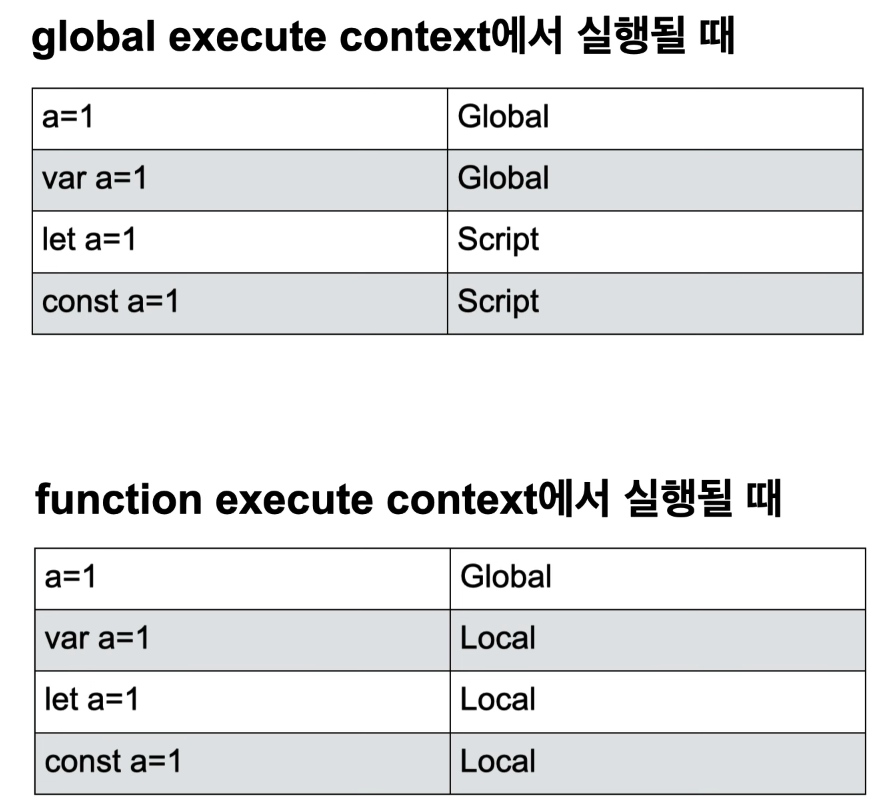 global execute context에서 실행될 때
a=1 Global
var a=1 Global
let a=1 Script
const a=1 Script
function execute context에서 실행될 때
a=1 Global
var a=1 Local
let a=1 Local
const a=1 Local